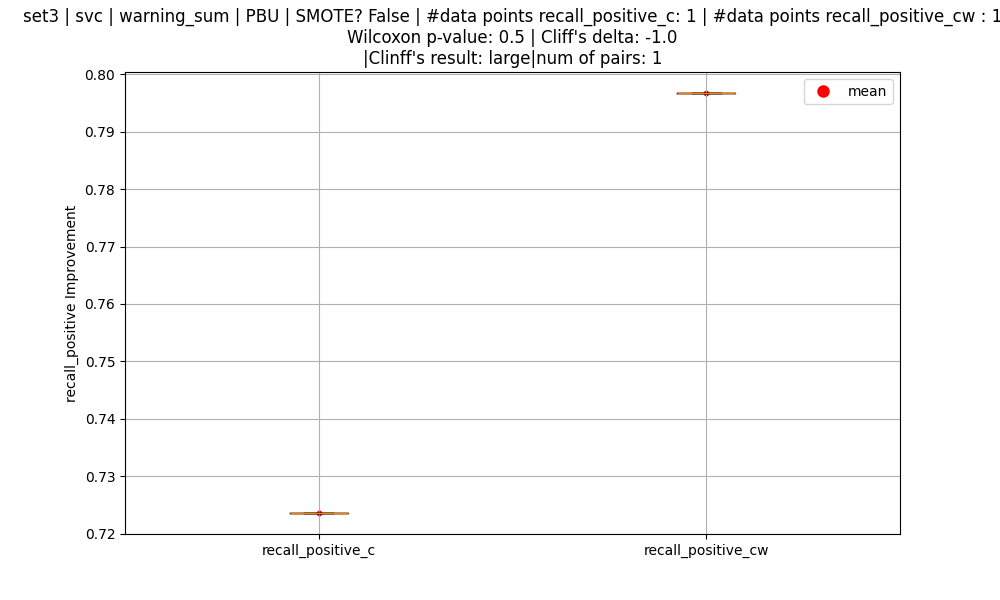 set3 | svc | warning_sum | PBU | SMOTE? False | #data points recall_positive_c: 1 | #data points recall_positive_cw : 1
Wilcoxon p-value: 0.5 | Cliff's delta: -1.0
|Clinff's result: large|num of pairs: 1
mean
0.80
0.79
0.78
0.77
0.76
0.75
0.74
0.73
0.72
recall_positive Improvement
recall_positive_c
recall_positive_cw